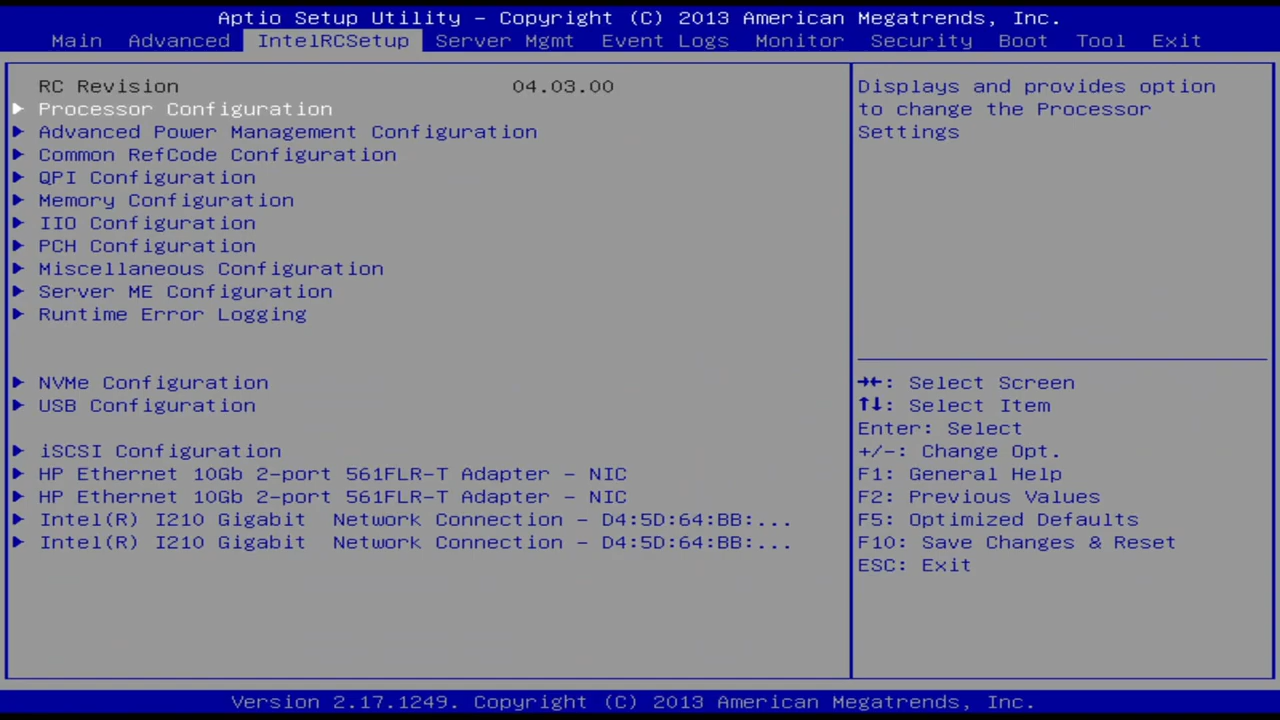 Aptio Setup Utility – Copyright (C) 2013 American Megatrends, Inc.
Main Advanced IntelRCSetup Server Mgmt Event Logs Monitor Security Boot Tool Exit
RC Revision 04.03.00
Processor Configuration
Advanced Power Management Configuration
Common RefCode Configuration
QPI Configuration
Memory Configuration
IIO Configuration
PCH Configuration
Miscellaneous Configuration
Server ME Configuration
Runtime Error Logging
NVMe Configuration
USB Configuration
iSCSI Configuration
HP Ethernet 10Gb 2-port 561FLR-T Adapter – NIC
HP Ethernet 10Gb 2-port 561FLR-T Adapter – NIC
Intel(R) I210 Gigabit  Network Connection – D4:5D:64:BB:...
Intel(R) I210 Gigabit  Network Connection – D4:5D:64:BB:...
Displays and provides option
to change the Processor
Settings
→←: Select Screen
↑↓: Select Item
Enter: Select
+/-: Change Opt.
F1: General Help
F2: Previous Values
F5: Optimized Defaults
F10: Save Changes & Reset
ESC: Exit
Version 2.17.1249. Copyright (C) 2013 American Megatrends, Inc.